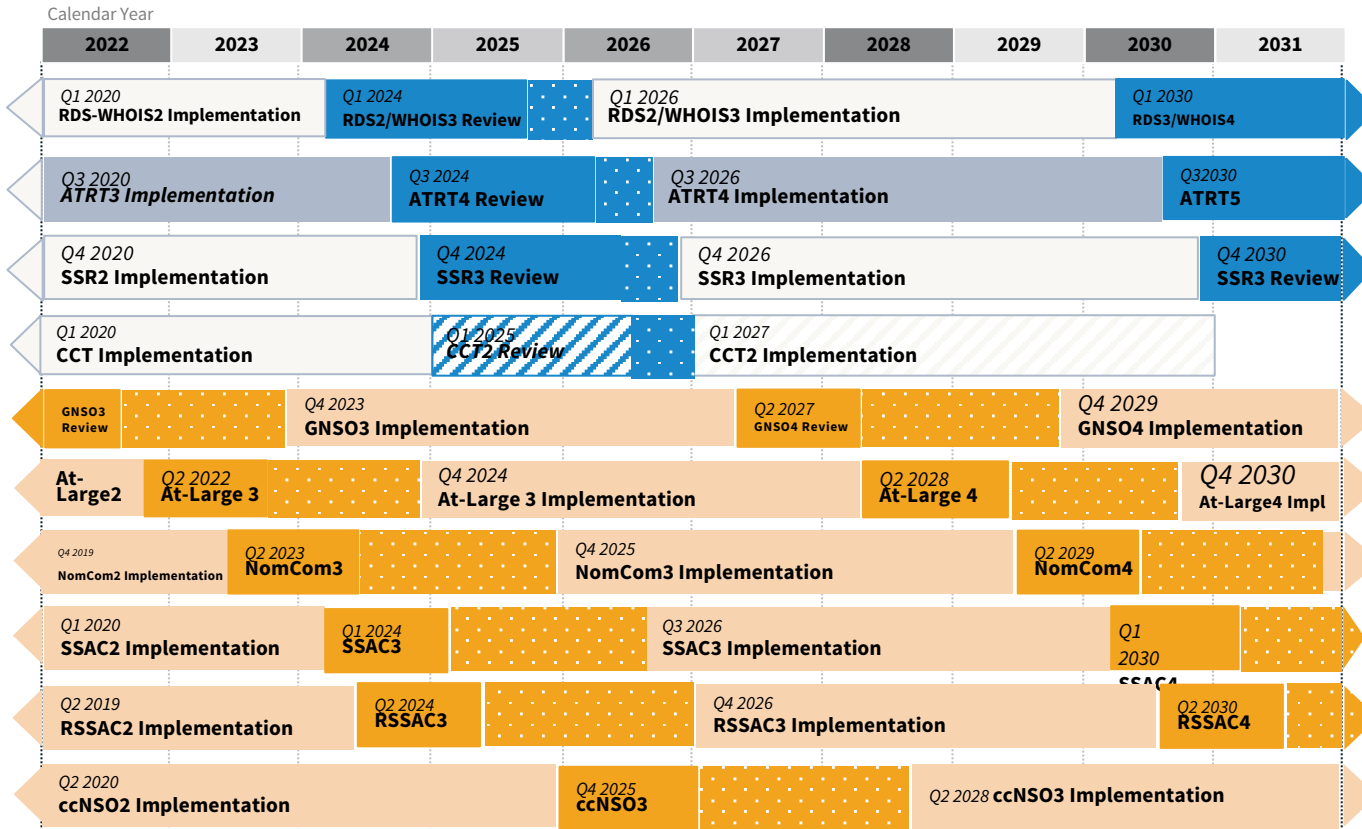 Calendar Year
2022 2023 2024 2025 2026 2027 2028 2029 2030 2031
Q1 2020 Q1 2024 Q1 2026 Q1 2030
RDS-WHOIS2 Implementation RDS2/WHOIS3 Review RDS2/WHOIS3 Implementation RDS3/WHOIS4
Q3 2020 Q3 2024 Q3 2026 Q32030
ATRT3 Implementation ATRT4 Review ATRT4 Implementation ATRT5
Q4 2020 Q4 2024 Q4 2026 Q4 2030
SSR2 Implementation SSR3 Review SSR3 Implementation SSR3 Review
Q1 2020 Q1 2025 Q1 2027
CCT Implementation CCT2 Review CCT2 Implementation
GNSO3 Q4 2023 Q2 2027 Q4 2029
Review GNSO3 Implementation GNSO4 Review GNSO4 Implementation
At- Q2 2022 Q4 2024 Q2 2028 Q4 2030
Large2 At-Large 3 At-Large 3 Implementation At-Large 4 At-Large4 Impl
Q4 2019 Q2 2023 Q4 2025 Q2 2029
NomCom2 Implementation NomCom3 NomCom3 Implementation NomCom4
Q1 2020 Q1 2024 Q3 2026 Q1
SSAC2 Implementation SSAC3 SSAC3 Implementation 2030
SSAC4
Q2 2019 Q2 2024 Q4 2026 Q2 2030
RSSAC2 Implementation RSSAC3 RSSAC3 Implementation RSSAC4
Q2 2020 Q4 2025 Q2 2028 ccNSO3 Implementation
ccNSO2 Implementation ccNSO3